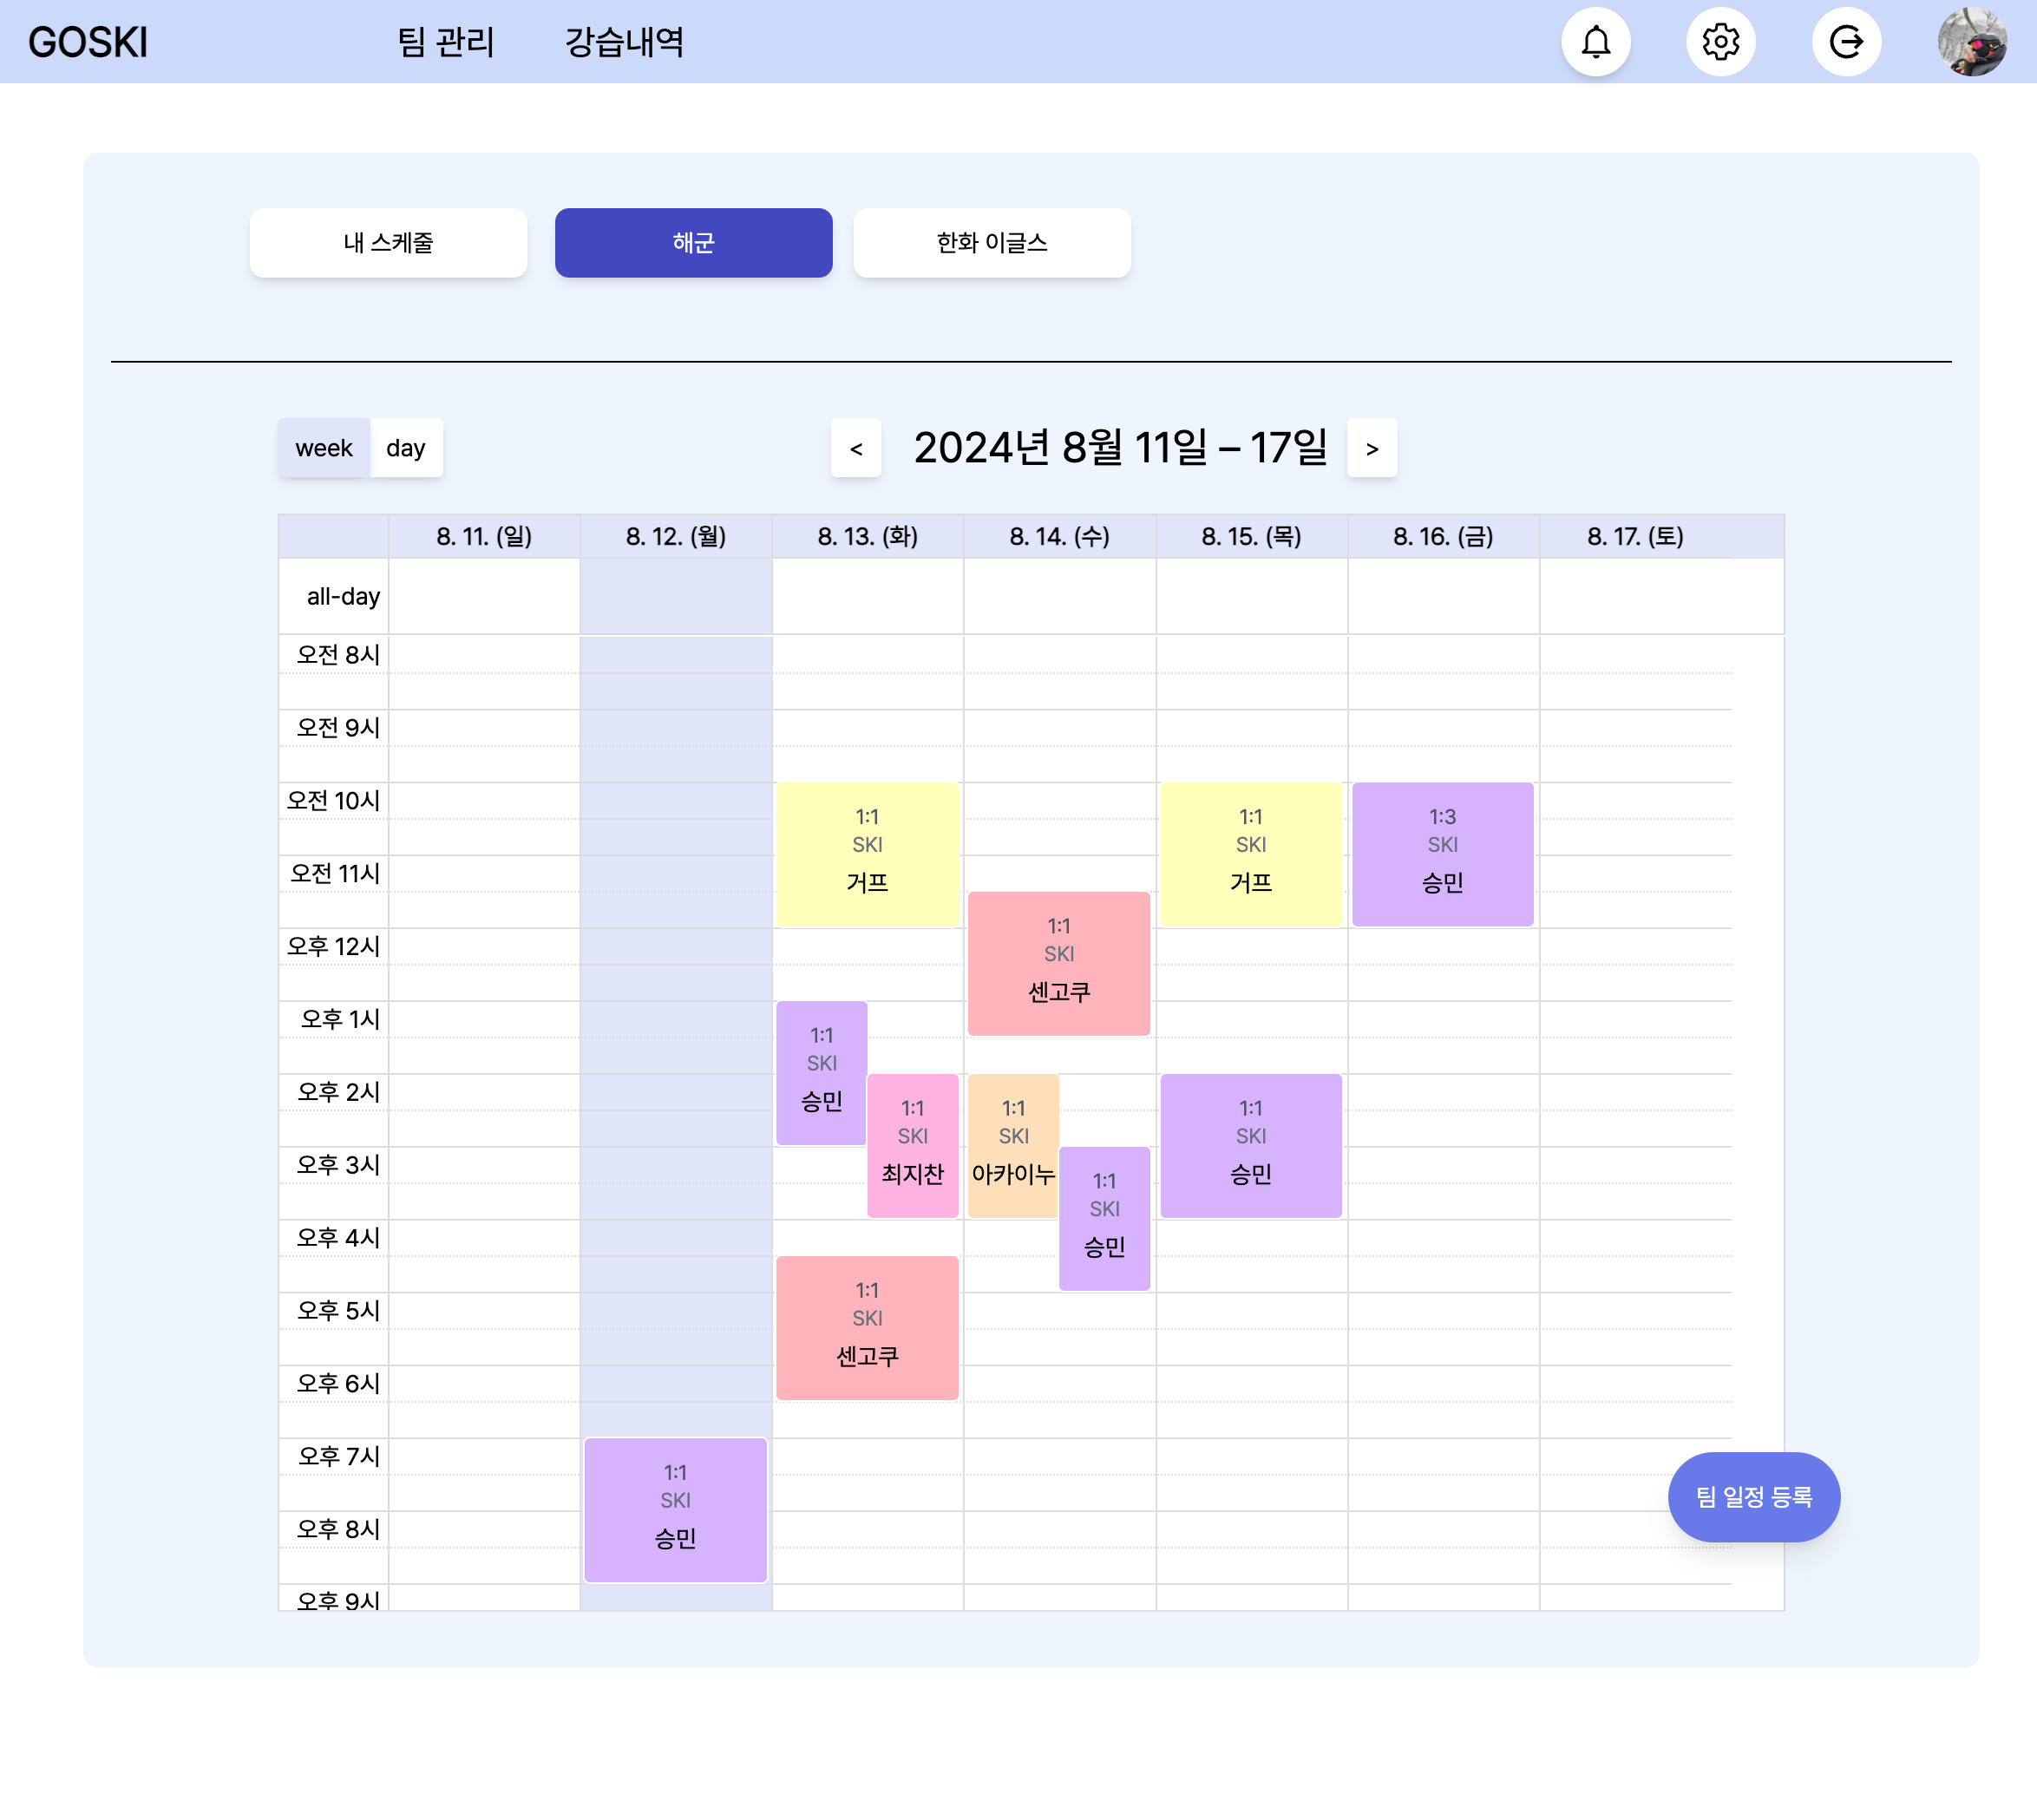 GOSKI
팀 관리
강습내역
내 스케줄
해군
한화 이글스
week
day
<
2024년 8월 11일 – 17일
>
8. 11. (일)
8. 12. (월)
8. 13. (화)
8. 14. (수)
8. 15. (목)
8. 16. (금)
8. 17. (토)
all-day
오전 8시
오전 9시
오전 10시
1:1
SKI
거프
1:1
SKI
거프
1:3
SKI
승민
오전 11시
1:1
SKI
센고쿠
오후 12시
오후 1시
1:1
SKI
승민
오후 2시
1:1
SKI
최지찬
1:1
SKI
아카이누
1:1
SKI
승민
오후 3시
1:1
SKI
승민
오후 4시
1:1
SKI
센고쿠
오후 5시
오후 6시
오후 7시
1:1
SKI
승민
팀 일정 등록
오후 8시
오후 9시